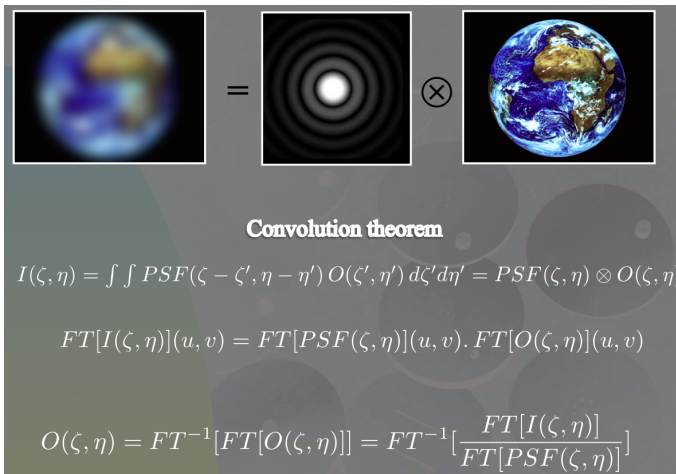 = ⊗
Convolution theorem
I(ζ, η) = ∫ ∫ PSF(ζ − ζ′, η − η′) O(ζ′, η′) dζ′dη′ = PSF(ζ, η) ⊗ O(ζ, η)
FT[I(ζ, η)](u, v) = FT[PSF(ζ, η)](u, v). FT[O(ζ, η)](u, v)
O(ζ, η) = FT⁻¹[FT[O(ζ, η)]] = FT⁻¹[FT[I(ζ, η)] / FT[PSF(ζ, η)]]